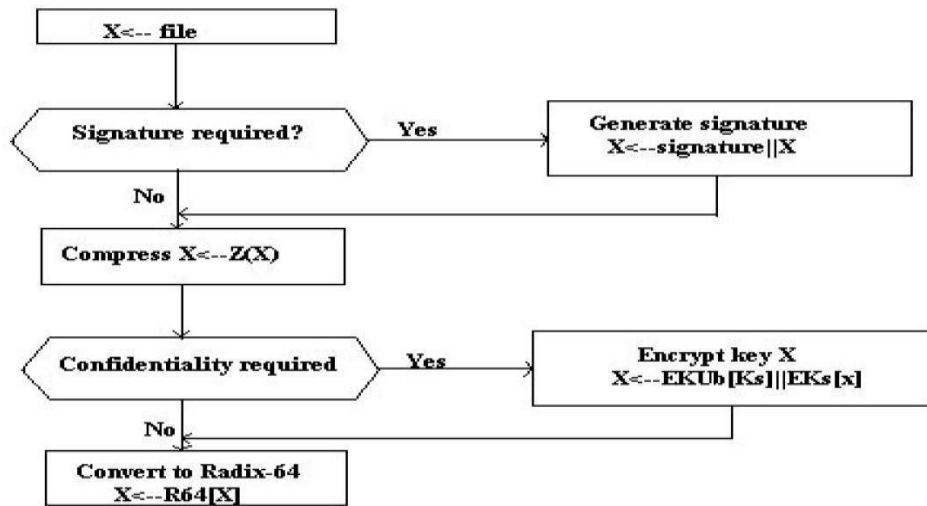 X<-- file
Signature required?
Yes
Generate signature
X<--signature||X
No
Compress X<--Z(X)
Confidentiality required
Yes
Encrypt key X
X<--EKUb[Ks]||EKs[x]
No
Convert to Radix-64
X<--R64[X]